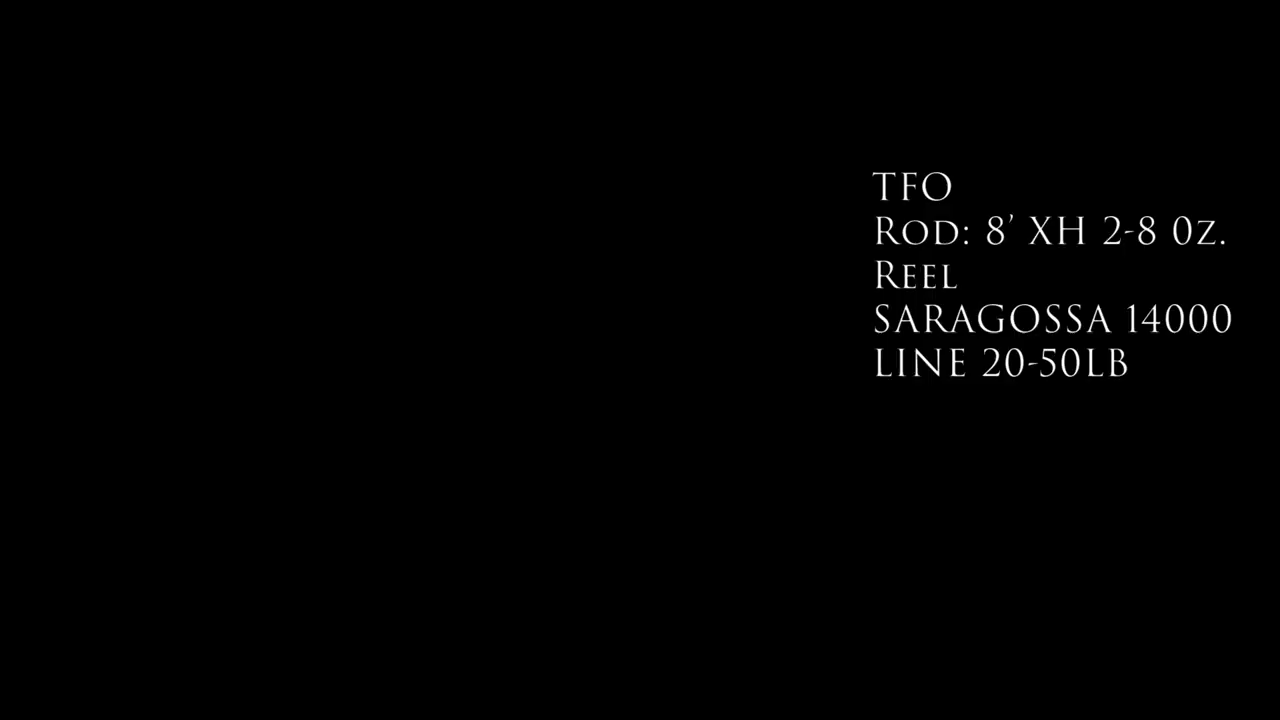 TFO
Rod: 8’ XH 2-8 0z.
Reel
SARAGOSSA 14000
LINE 20-50LB